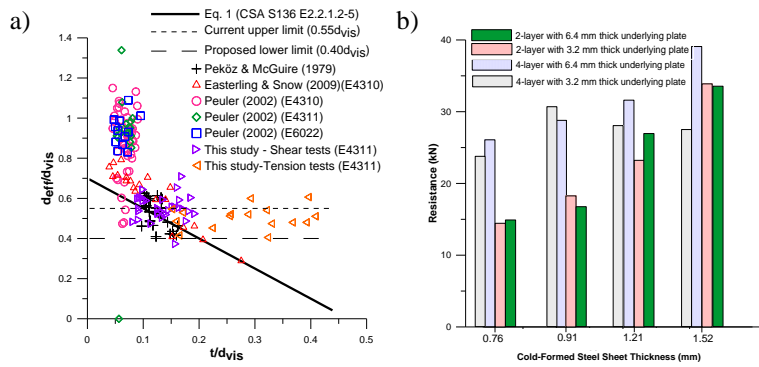 a)
Eq. 1 (CSA S136 E2.2.1.2-5)
Current upper limit (0.55dvis)
Proposed lower limit (0.40dvis)
Peköz & McGuire (1979)
Easterling & Snow (2009)(E4310)
Peuler (2002) (E4310)
Peuler (2002) (E4311)
Peuler (2002) (E6022)
This study - Shear tests (E4311)
This study-Tension tests (E4311)
deff/dvis
1.4
1.2
1
0.8
0.6
0.4
0.2
0
0
0.1
0.2
0.3
0.4
0.5
t/dvis
b)
2-layer with 6.4 mm thick underlying plate
2-layer with 3.2 mm thick underlying plate
4-layer with 6.4 mm thick underlying plate
4-layer with 3.2 mm thick underlying plate
Resistance (kN)
40
30
20
10
0
0.76
0.91
1.21
1.52
Cold-Formed Steel Sheet Thickness (mm)